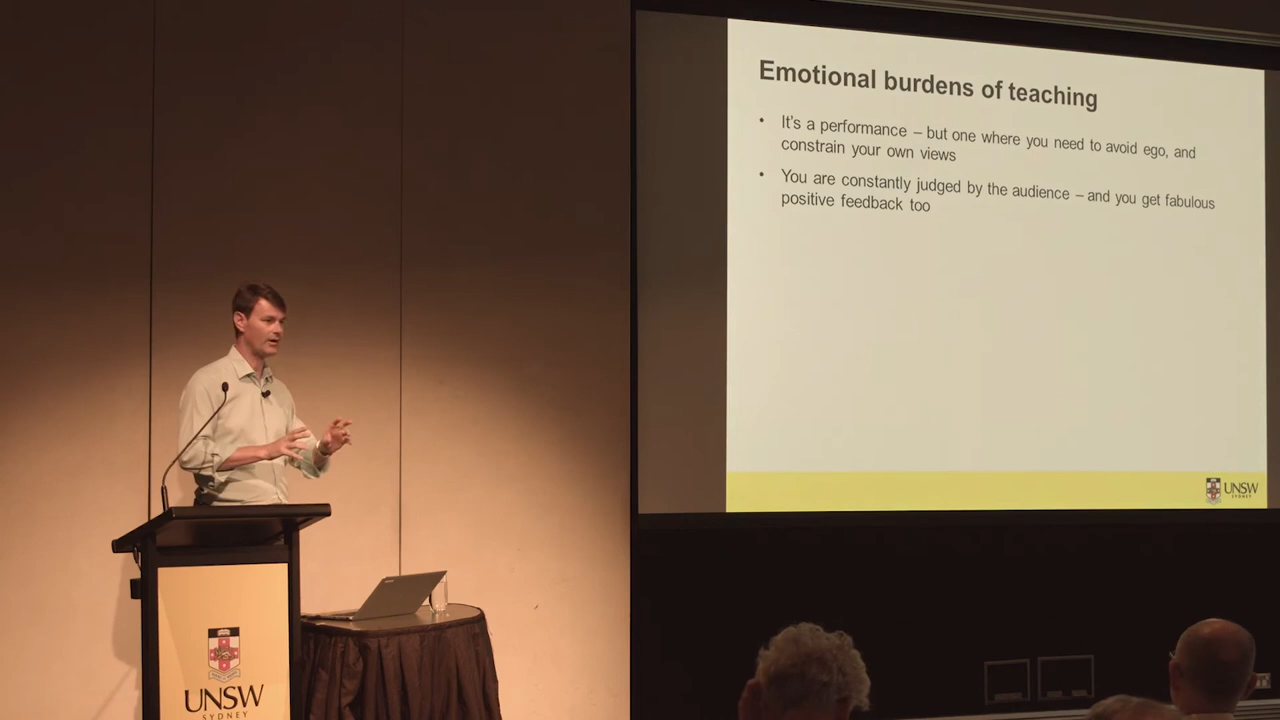 Emotional burdens of teaching
• It's a performance – but one where you need to avoid ego, and
constrain your own views
• You are constantly judged by the audience – and you get fabulous
positive feedback too
UNSW
SYDNEY
UNSW
SYDNEY